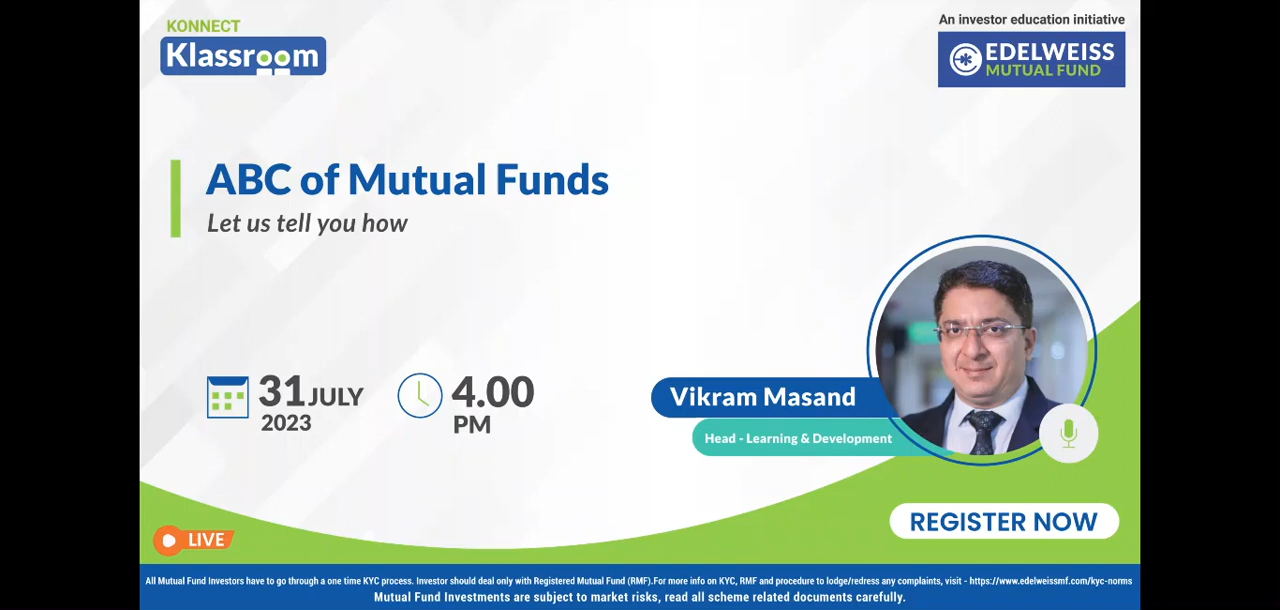 KONNECT
Klassroom
An investor education initiative
EDELWEISS
MUTUAL FUND
ABC of Mutual Funds
Let us tell you how
31 JULY
2023
4.00
PM
Vikram Masand
Head - Learning & Development
REGISTER NOW
LIVE
All Mutual Fund Investors have to go through a one time KYC process. Investor should deal only with Registered Mutual Fund (RMF).For more info on KYC, RMF and procedure to lodge/redress any complaints, visit - https://www.edelweissmf.com/kyc-norms
Mutual Fund Investments are subject to market risks, read all scheme related documents carefully.